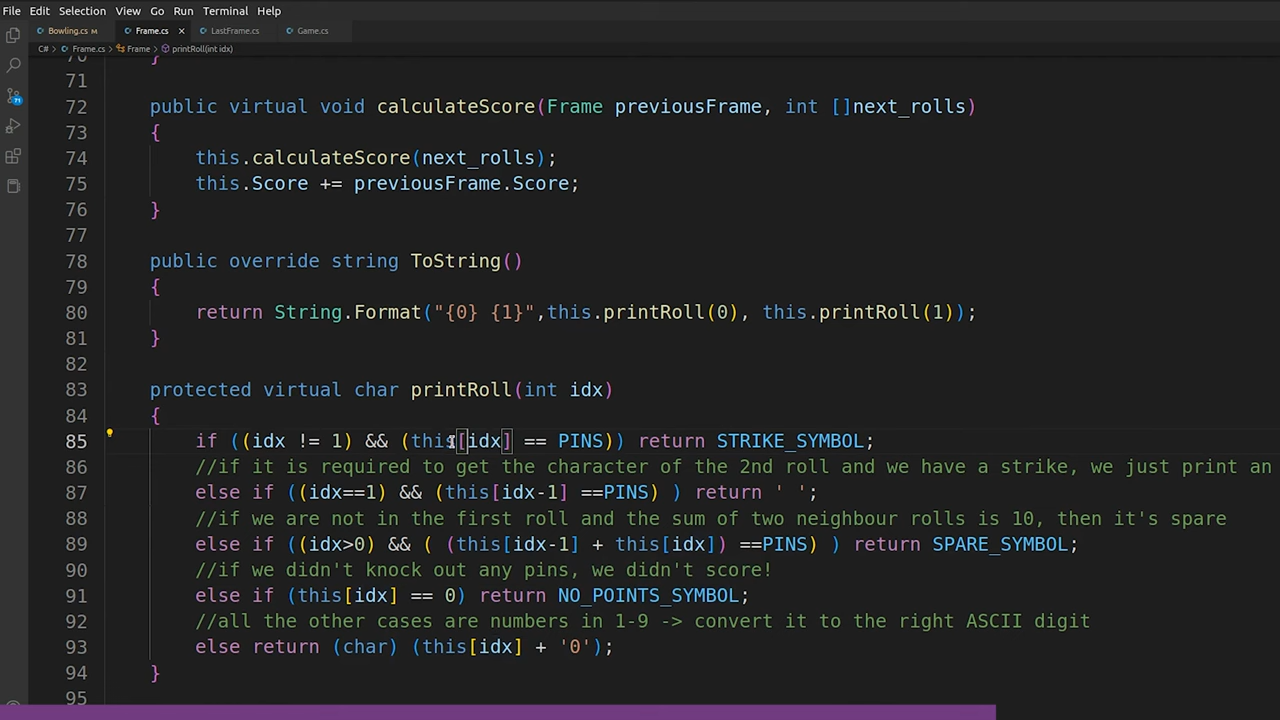 File Edit Selection View Go Run Terminal Help
Bowling.cs M Frame.cs × LastFrame.cs Game.cs
C# > Frame.cs > Frame > printRoll(int idx)
70 }
71
72 public virtual void calculateScore(Frame previousFrame, int []next_rolls)
73 {
74 this.calculateScore(next_rolls);
75 this.Score += previousFrame.Score;
76 }
77
78 public override string ToString()
79 {
80 return String.Format("{0} {1}",this.printRoll(0), this.printRoll(1));
81 }
82
83 protected virtual char printRoll(int idx)
84 {
85 if ((idx != 1) && (this[idx] == PINS)) return STRIKE_SYMBOL;
86 //if it is required to get the character of the 2nd roll and we have a strike, we just print an
87 else if ((idx==1) && (this[idx-1] ==PINS) ) return ' ';
88 //if we are not in the first roll and the sum of two neighbour rolls is 10, then it's spare
89 else if ((idx>0) && ( (this[idx-1] + this[idx]) ==PINS) ) return SPARE_SYMBOL;
90 //if we didn't knock out any pins, we didn't score!
91 else if (this[idx] == 0) return NO_POINTS_SYMBOL;
92 //all the other cases are numbers in 1-9 -> convert it to the right ASCII digit
93 else return (char) (this[idx] + '0');
94 }
95